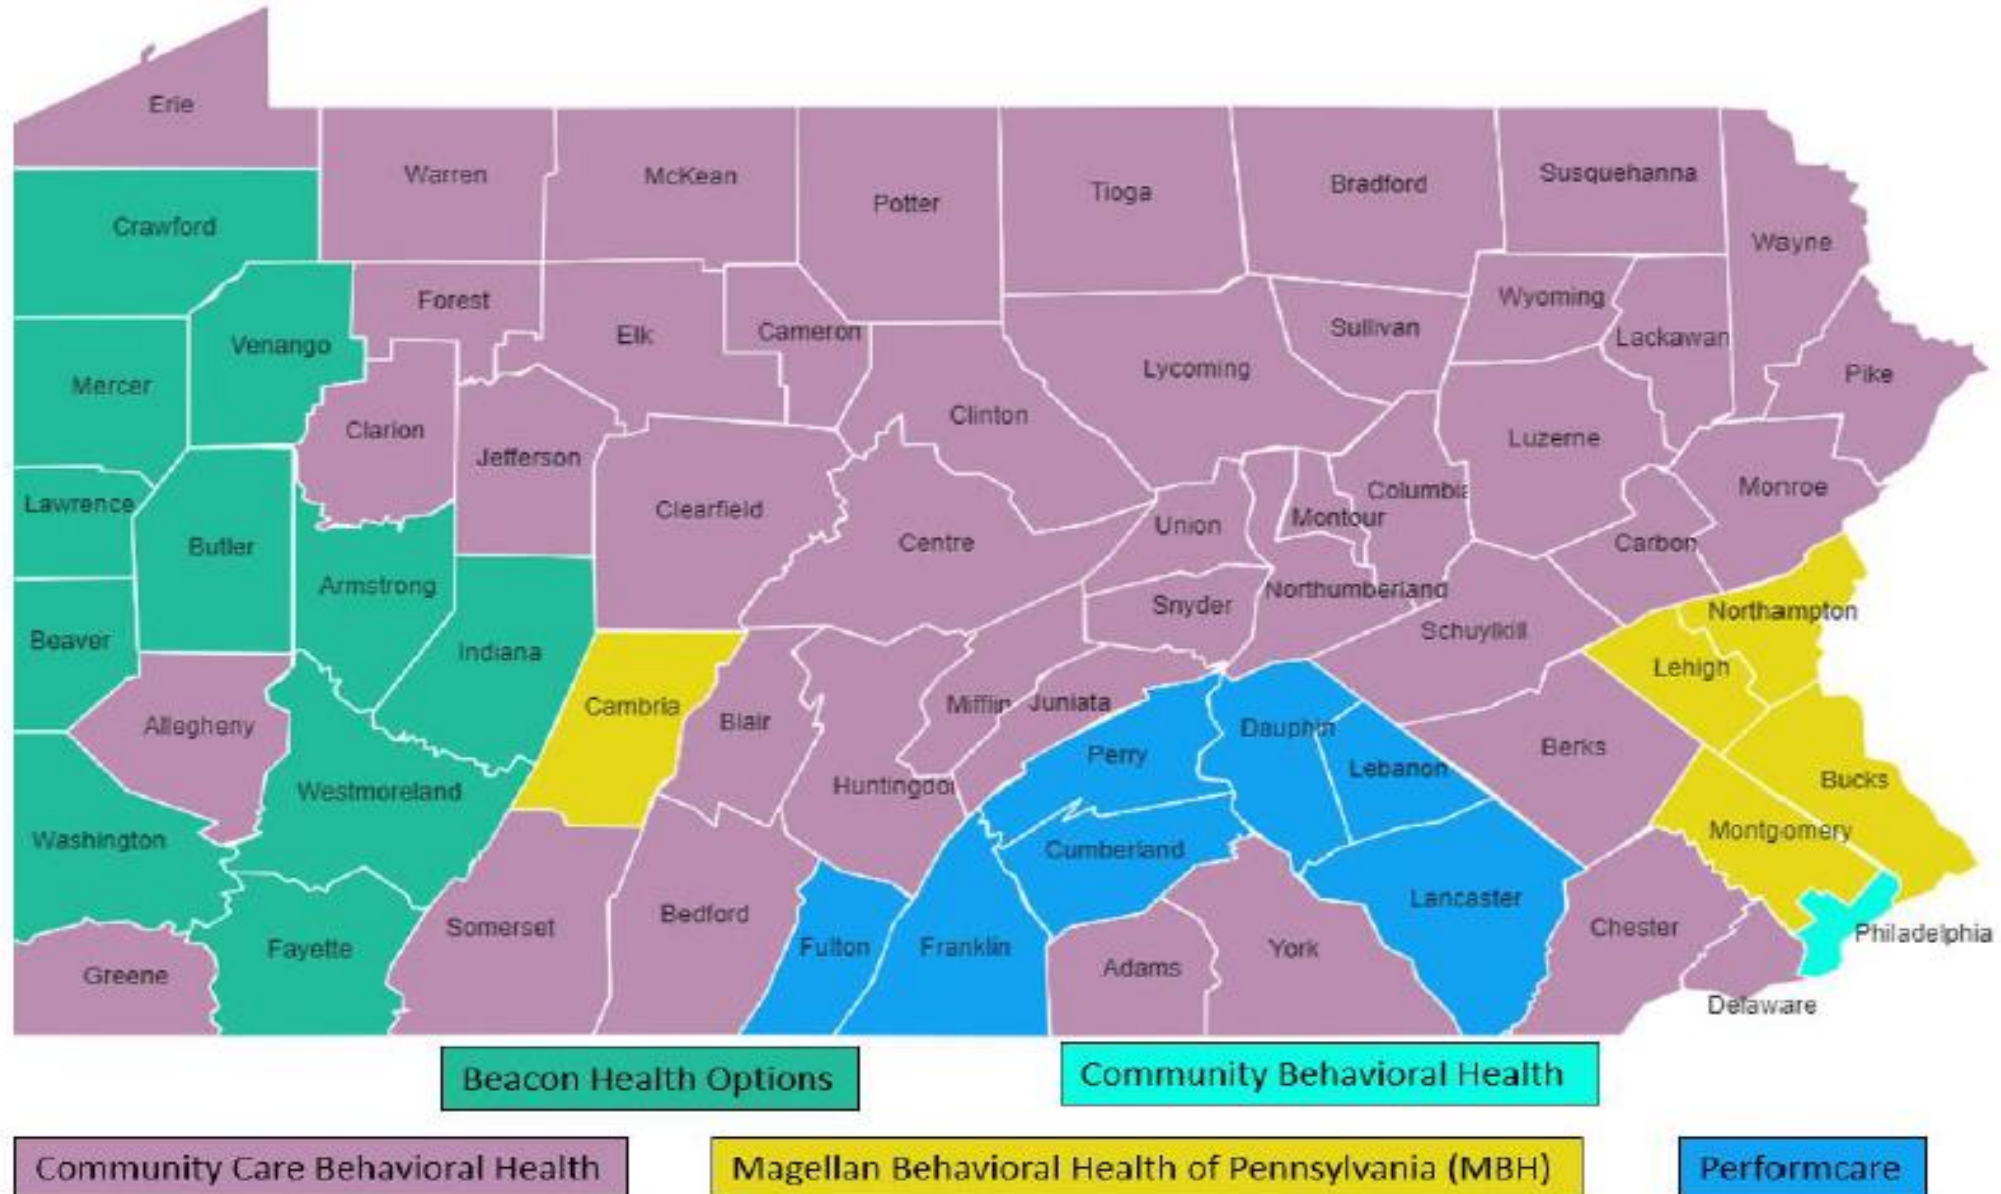 Erie
Warren
McKean
Potter
Tioga
Bradford
Susquehanna
Wayne
Crawford
Forest
Elk
Cameron
Venango
Mercer
Clarion
Jefferson
Clearfield
Clinton
Lycoming
Sullivan
Wyoming
Lackawan
Pike
Luzerne
Monroe
Columbia
Montour
Lawrence
Butler
Armstrong
Centre
Union
Carbon
Beaver
Indiana
Snyder
Northumberland
Schuylkill
Northampton
Lehigh
Allegheny
Cambria
Blair
Mifflin
Juniata
Perry
Dauphin
Lebanon
Berks
Bucks
Westmoreland
Huntingdon
Washington
Cumberland
Montgomery
Lancaster
Somerset
Bedford
Fulton
Franklin
Adams
York
Chester
Philadelphia
Greene
Fayette
Delaware
Beacon Health Options
Community Behavioral Health
Community Care Behavioral Health
Magellan Behavioral Health of Pennsylvania (MBH)
Performcare